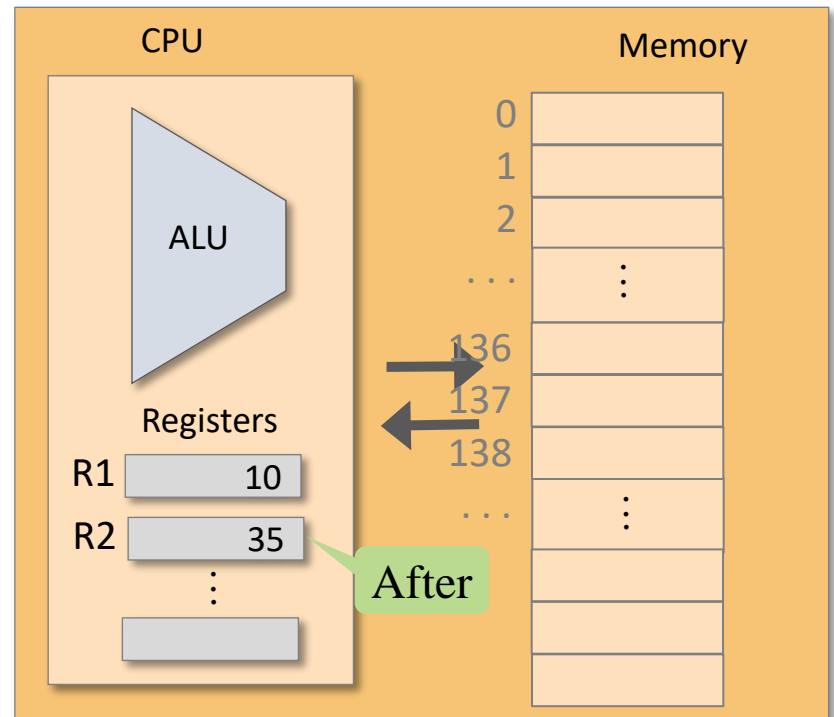 CPU
Memory
0
1
2
. . .
⋮
ALU
136
137
138
. . .
⋮
Registers
R1 10
R2 35
After
⋮